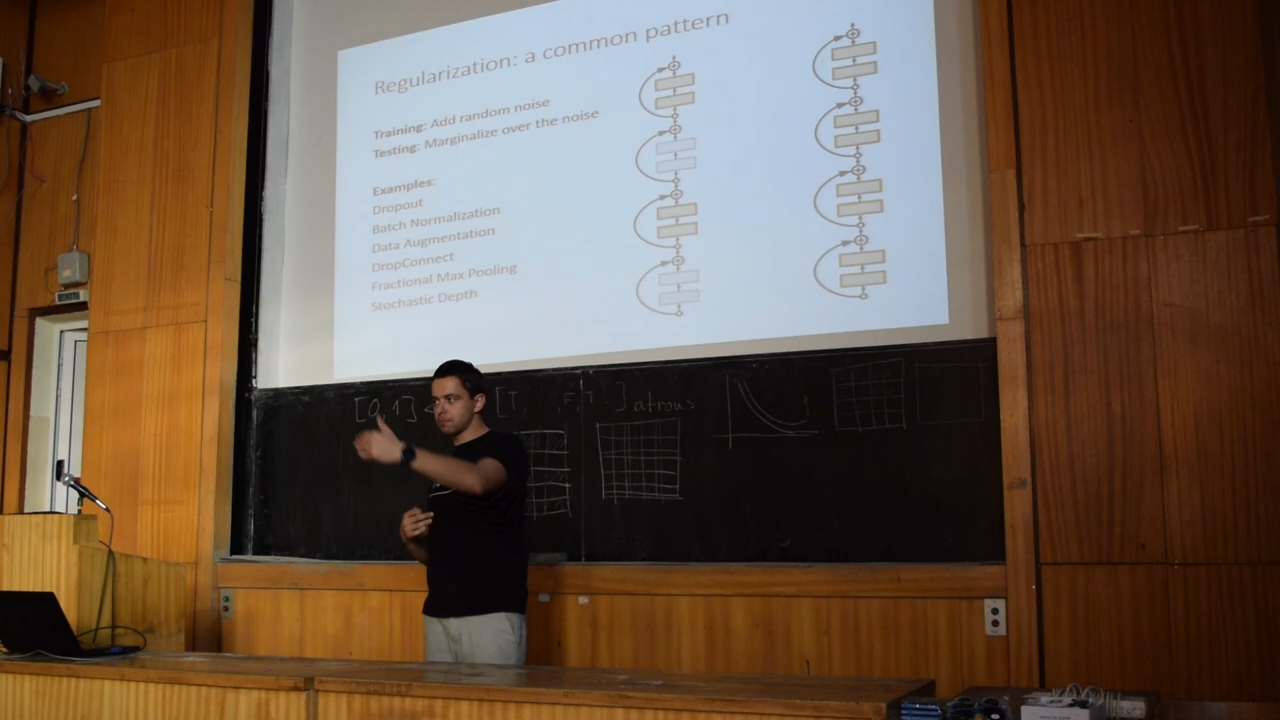 Regularization: a common pattern
Training: Add random noise
Testing: Marginalize over the noise
Examples:
Dropout
Batch Normalization
Data Augmentation
DropConnect
Fractional Max Pooling
Stochastic Depth
[0,1] < [T, ..., F, T ..] atrous